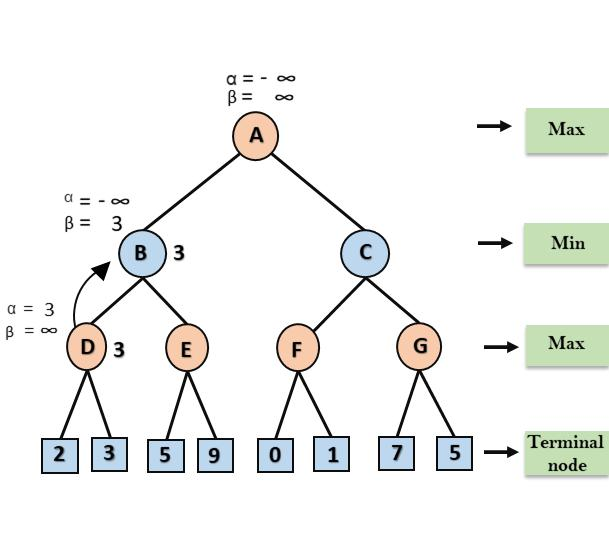 α = - ∞
β = ∞
A
Max
α = - ∞
β = 3
B
3
C
Min
α = 3
β = ∞
D
3
E
F
G
Max
2
3
5
9
0
1
7
5
Terminal
node